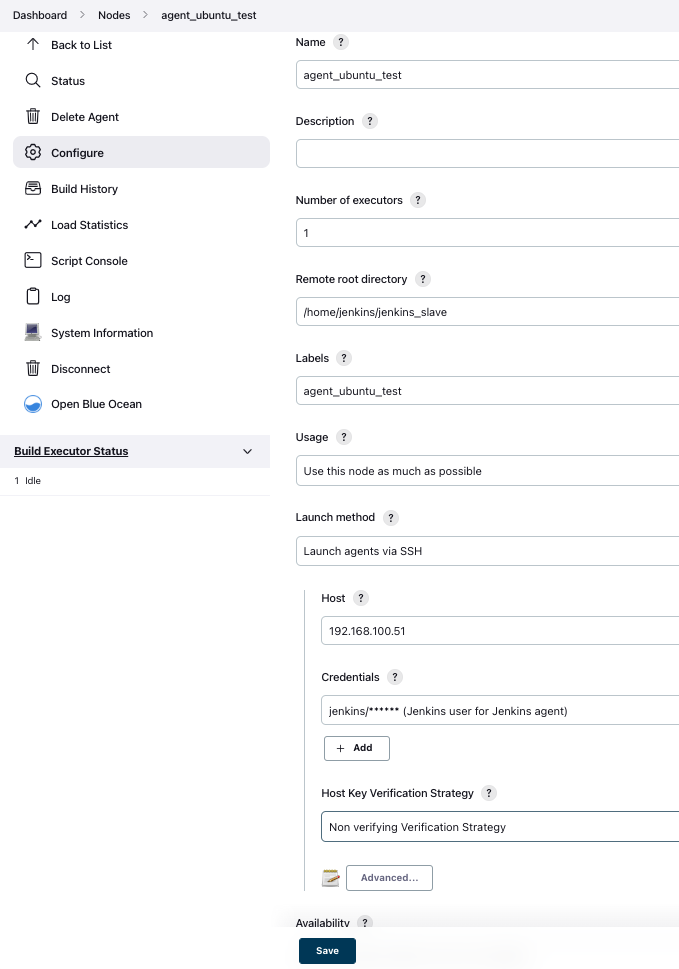 Dashboard > Nodes > agent_ubuntu_test
Back to List
Status
Delete Agent
Configure
Build History
Load Statistics
Script Console
Log
System Information
Disconnect
Open Blue Ocean
Build Executor Status
1 Idle
Name ?
agent_ubuntu_test
Description ?
Number of executors ?
1
Remote root directory ?
/home/jenkins/jenkins_slave
Labels ?
agent_ubuntu_test
Usage ?
Use this node as much as possible
Launch method ?
Launch agents via SSH
Host ?
192.168.100.51
Credentials ?
jenkins/****** (Jenkins user for Jenkins agent)
+ Add
Host Key Verification Strategy ?
Non verifying Verification Strategy
Advanced...
Availability ?
Save